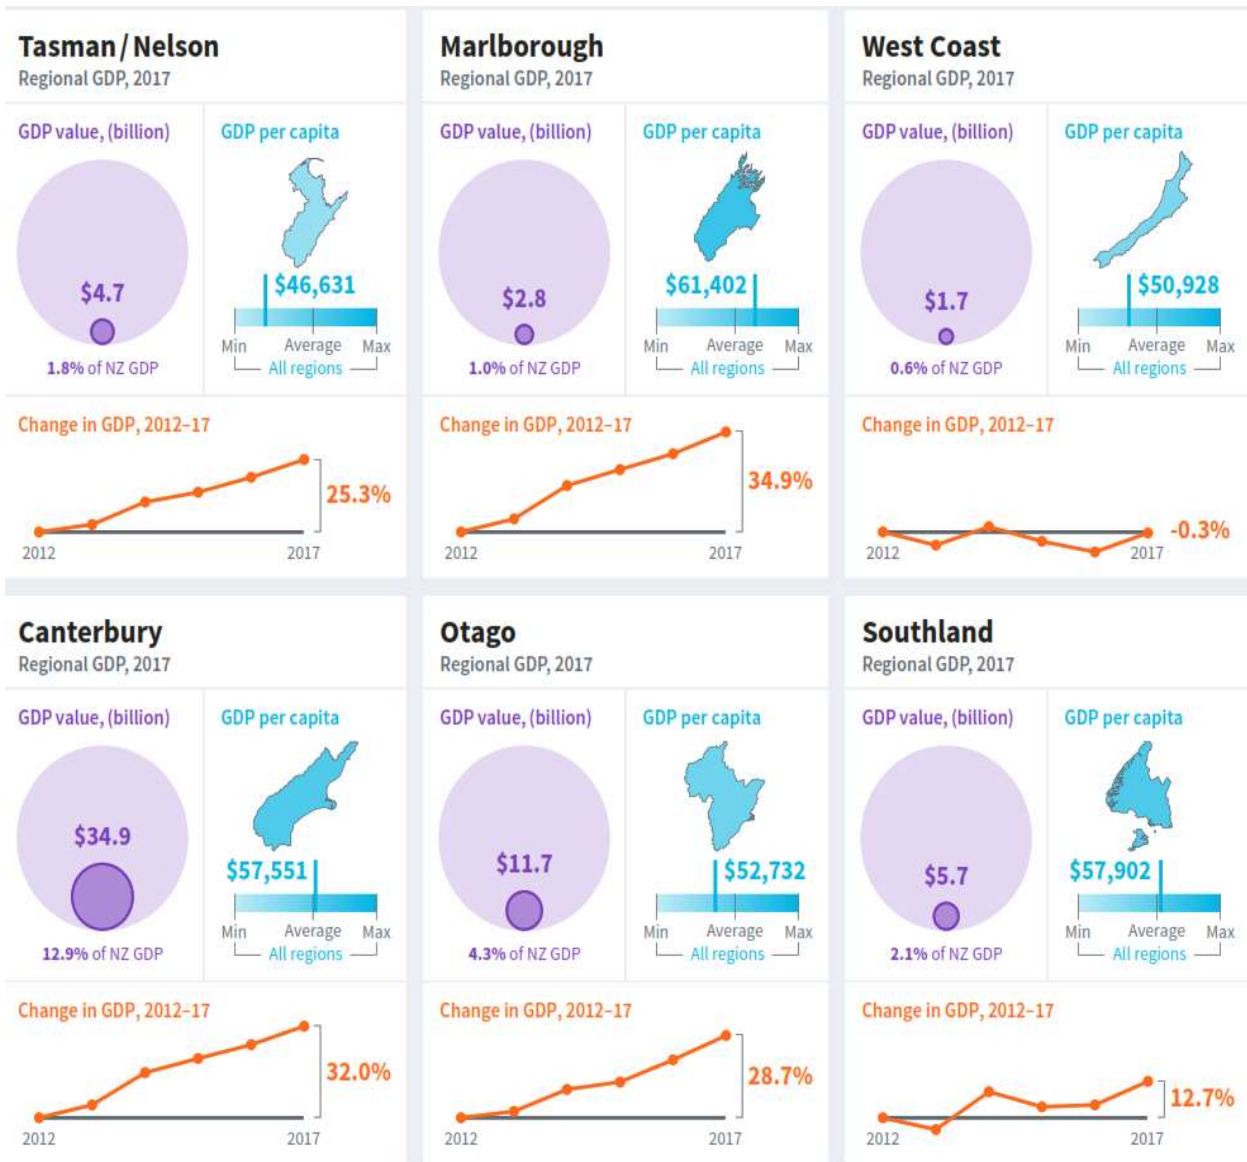 Tasman / Nelson
Regional GDP, 2017
GDP value, (billion)
GDP per capita
$4.7
$46,631
Min
Average
Max
All regions
1.8% of NZ GDP
Change in GDP, 2012–17
25.3%
2012
2017
Marlborough
Regional GDP, 2017
GDP value, (billion)
GDP per capita
$2.8
$61,402
Min
Average
Max
All regions
1.0% of NZ GDP
Change in GDP, 2012–17
34.9%
2012
2017
West Coast
Regional GDP, 2017
GDP value, (billion)
GDP per capita
$1.7
$50,928
Min
Average
Max
All regions
0.6% of NZ GDP
Change in GDP, 2012–17
-0.3%
2012
2017
Canterbury
Regional GDP, 2017
GDP value, (billion)
GDP per capita
$34.9
$57,551
Min
Average
Max
All regions
12.9% of NZ GDP
Change in GDP, 2012–17
32.0%
2012
2017
Otago
Regional GDP, 2017
GDP value, (billion)
GDP per capita
$11.7
$52,732
Min
Average
Max
All regions
4.3% of NZ GDP
Change in GDP, 2012–17
28.7%
2012
2017
Southland
Regional GDP, 2017
GDP value, (billion)
GDP per capita
$5.7
$57,902
Min
Average
Max
All regions
2.1% of NZ GDP
Change in GDP, 2012–17
12.7%
2012
2017